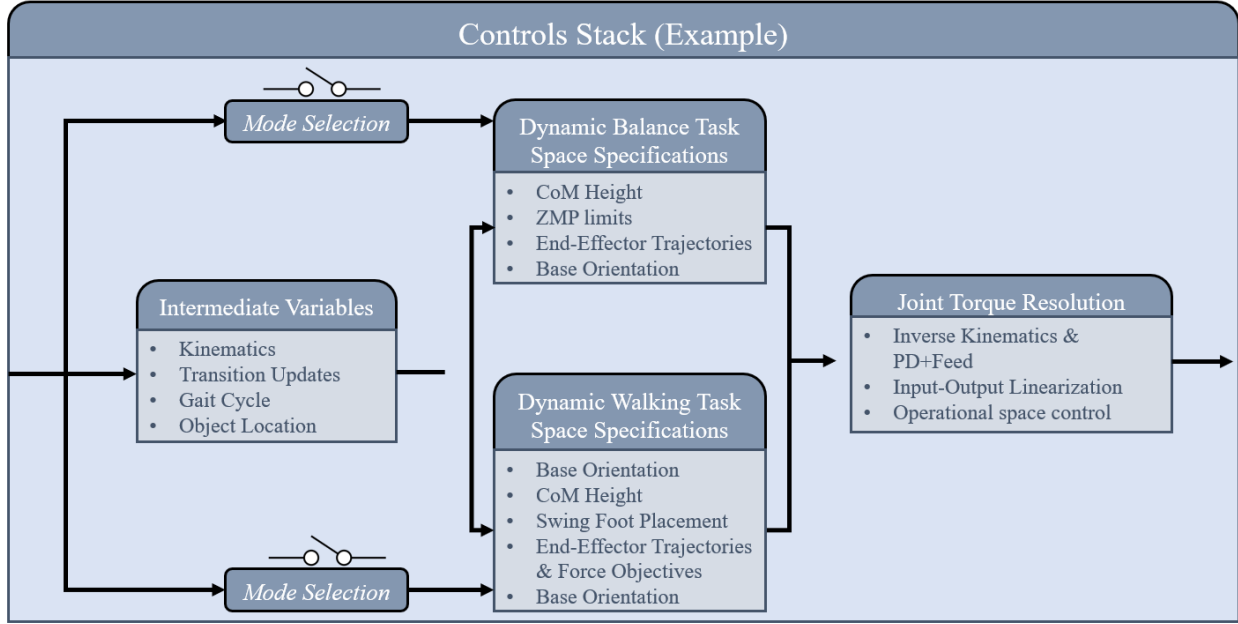 Controls Stack (Example)
Mode Selection
Dynamic Balance Task
Space Specifications
• CoM Height
• ZMP limits
• End-Effector Trajectories
• Base Orientation
Intermediate Variables
• Kinematics
• Transition Updates
• Gait Cycle
• Object Location
Dynamic Walking Task
Space Specifications
• Base Orientation
• CoM Height
• Swing Foot Placement
• End-Effector Trajectories
& Force Objectives
• Base Orientation
Mode Selection
Joint Torque Resolution
• Inverse Kinematics &
PD+Feed
• Input-Output Linearization
• Operational space control